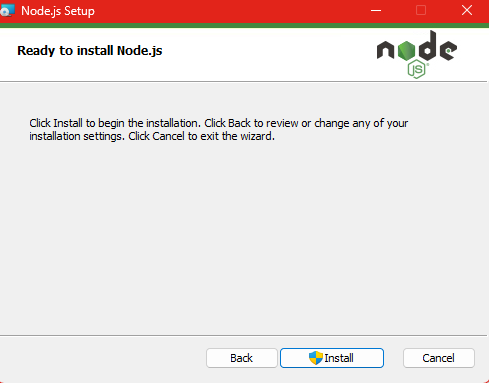 Node.js Setup
Ready to install Node.js
node
JS
Click Install to begin the installation. Click Back to review or change any of your
installation settings. Click Cancel to exit the wizard.
Back
Install
Cancel